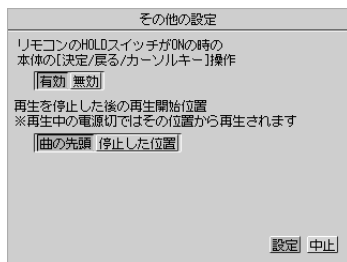 その他の設定
リモコンのHOLDスイッチがONの時の
本体の[決定/戻る/カーソルキー]操作
有効 無効
再生を停止した後の再生開始位置
※再生中の電源切ではその位置から再生されます
曲の先頭 停止した位置
設定 中止